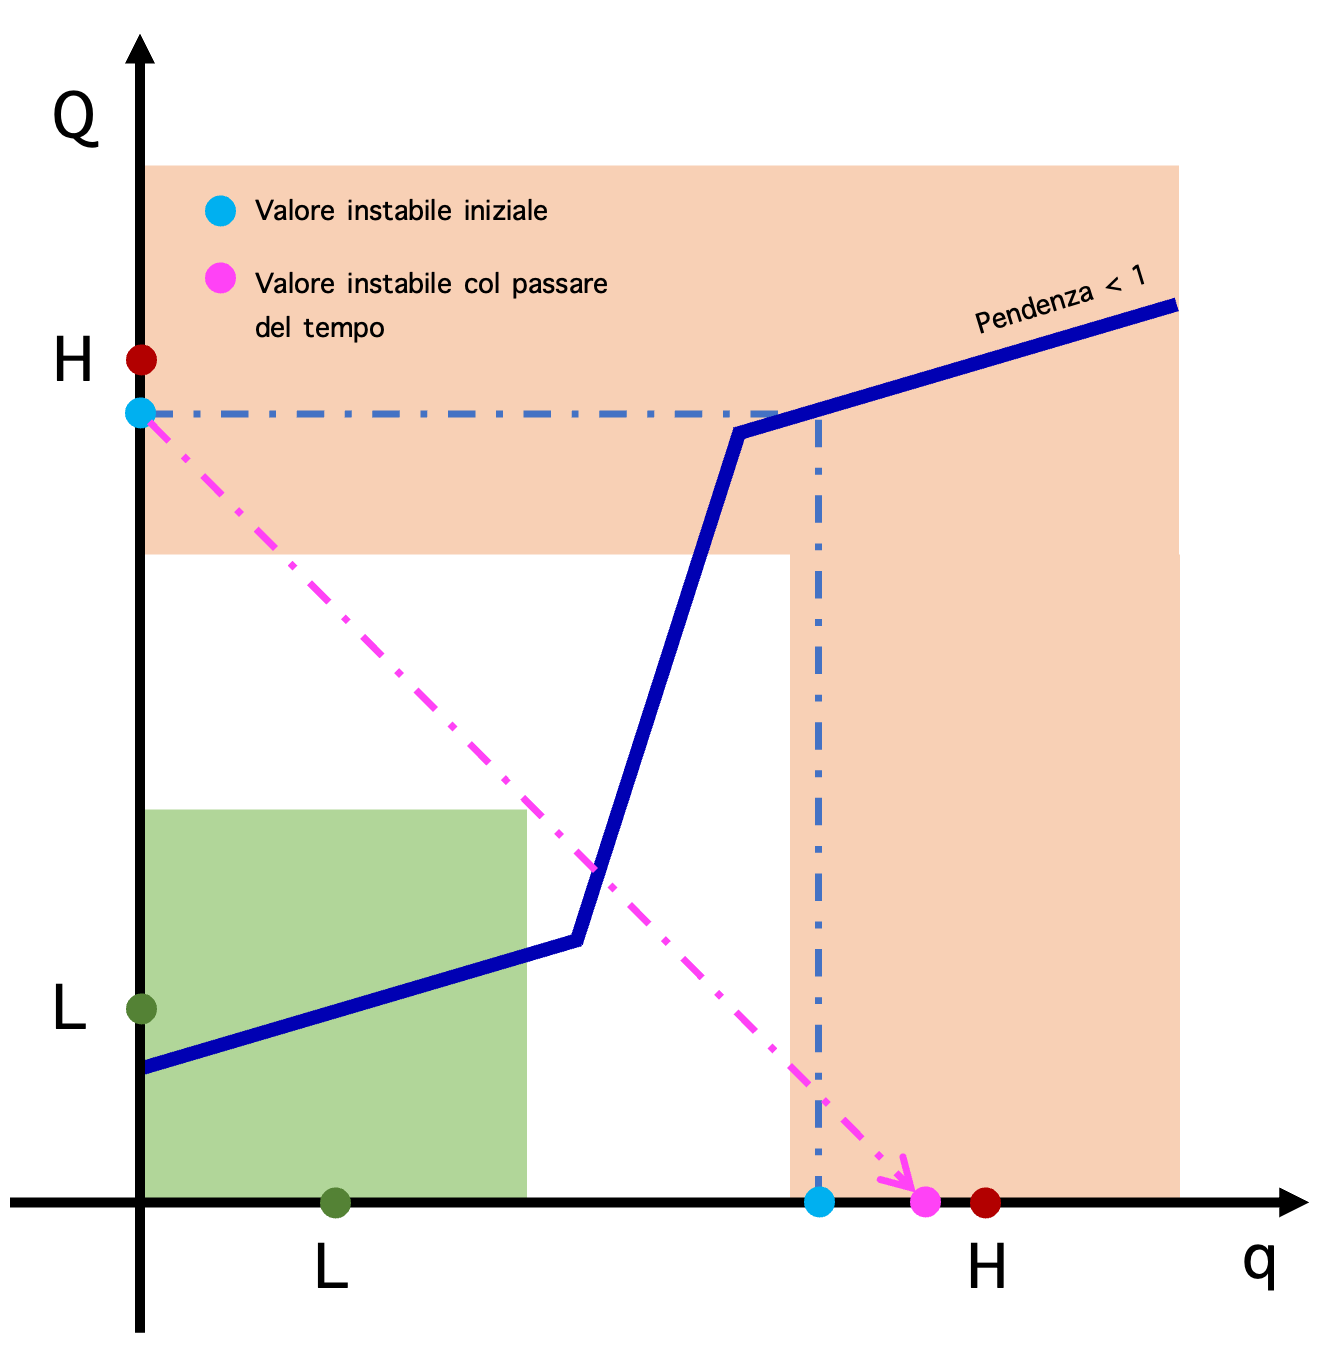 Q
Valore instabile iniziale
Valore instabile col passare
del tempo
Pendenza < 1
H
L
L
H
q